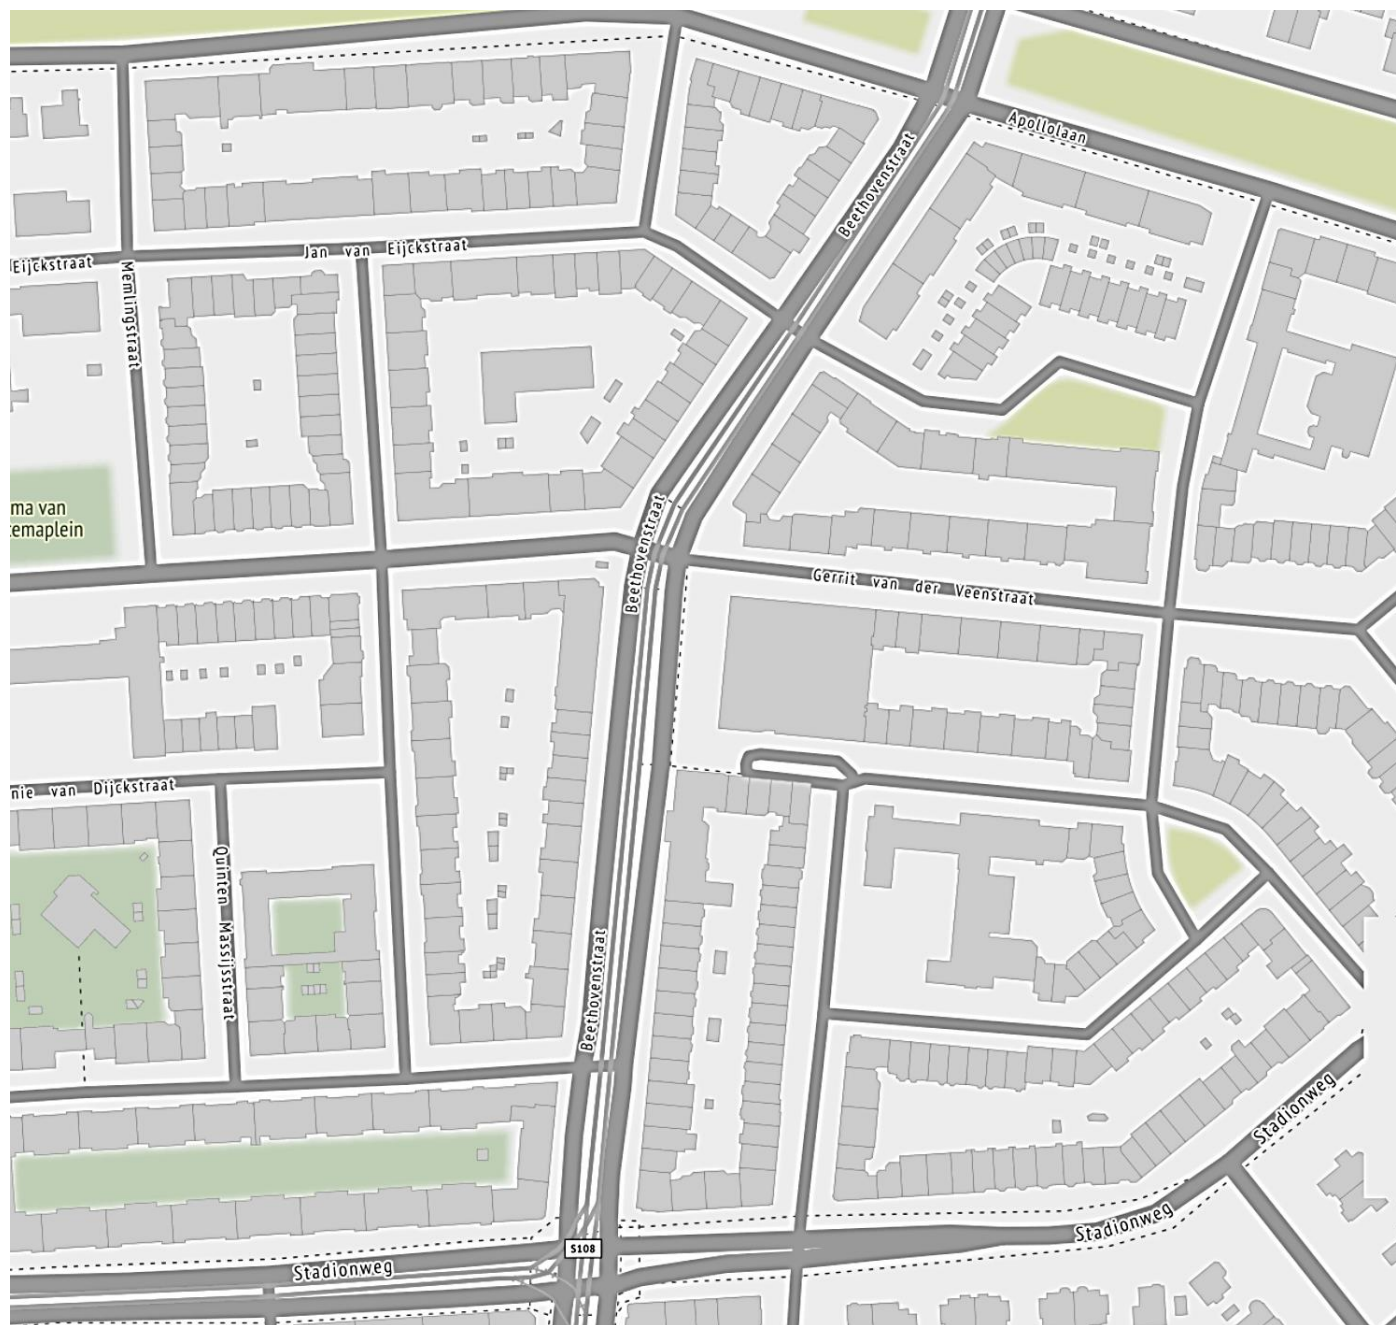 Apollolaan
Beethovenstraat
Jan van Eijckstraat
Eijckstraat
Memlingstraat
ma van
temaplein
Beethovenstraat
Gerrit van der Veenstraat
nie van Dijckstraat
Quinten Massijsstraat
Beethovenstraat
Stadionweg
Stadionweg
S108
Stadionweg